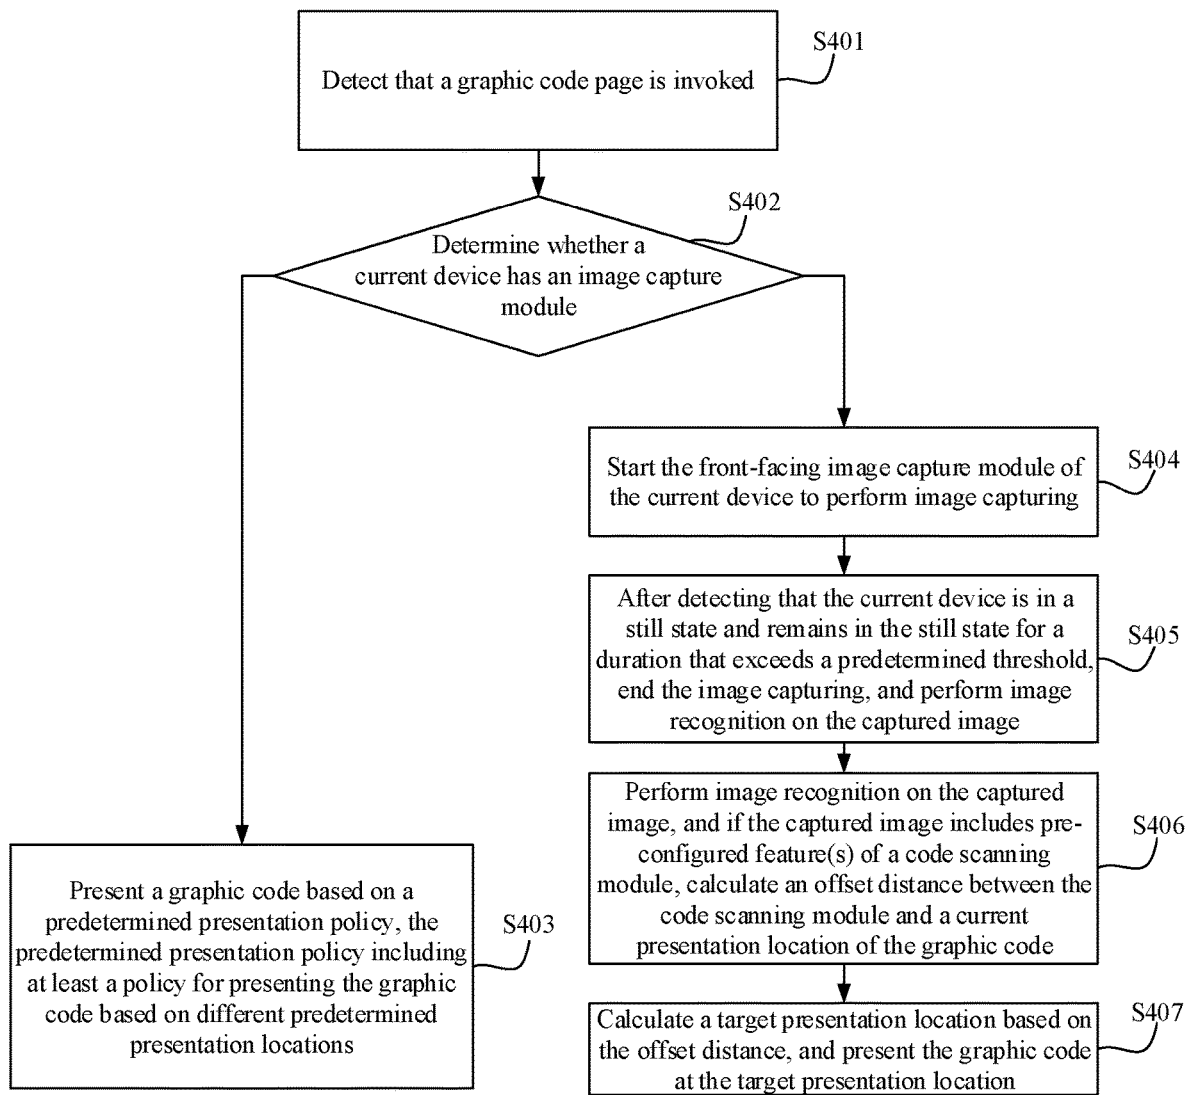 S401
Detect that a graphic code page is invoked
S402
Determine whether a
current device has an image capture
module
S404
Start the front-facing image capture module of
the current device to perform image capturing
After detecting that the current device is in a
still state and remains in the still state for a
duration that exceeds a predetermined threshold,
end the image capturing, and perform image
recognition on the captured image
S405
Perform image recognition on the captured
image, and if the captured image includes pre-
configured feature(s) of a code scanning
module, calculate an offset distance between the
code scanning module and a current
presentation location of the graphic code
S406
Present a graphic code based on a
predetermined presentation policy, the
predetermined presentation policy including
at least a policy for presenting the graphic
code based on different predetermined
presentation locations
S403
Calculate a target presentation location based on
the offset distance, and present the graphic code
at the target presentation location
S407